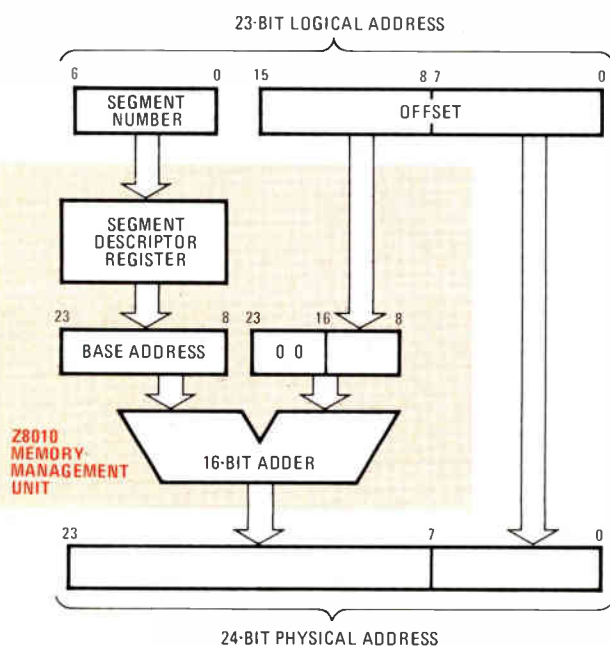 23-BIT LOGICAL ADDRESS
6 0 15 8 7 0
SEGMENT
NUMBER
OFFSET
SEGMENT
DESCRIPTOR
REGISTER
23 8 23 16 8
BASE ADDRESS
0 0
Z8010
MEMORY-
MANAGEMENT
UNIT
16-BIT ADDER
23 7 0
24-BIT PHYSICAL ADDRESS